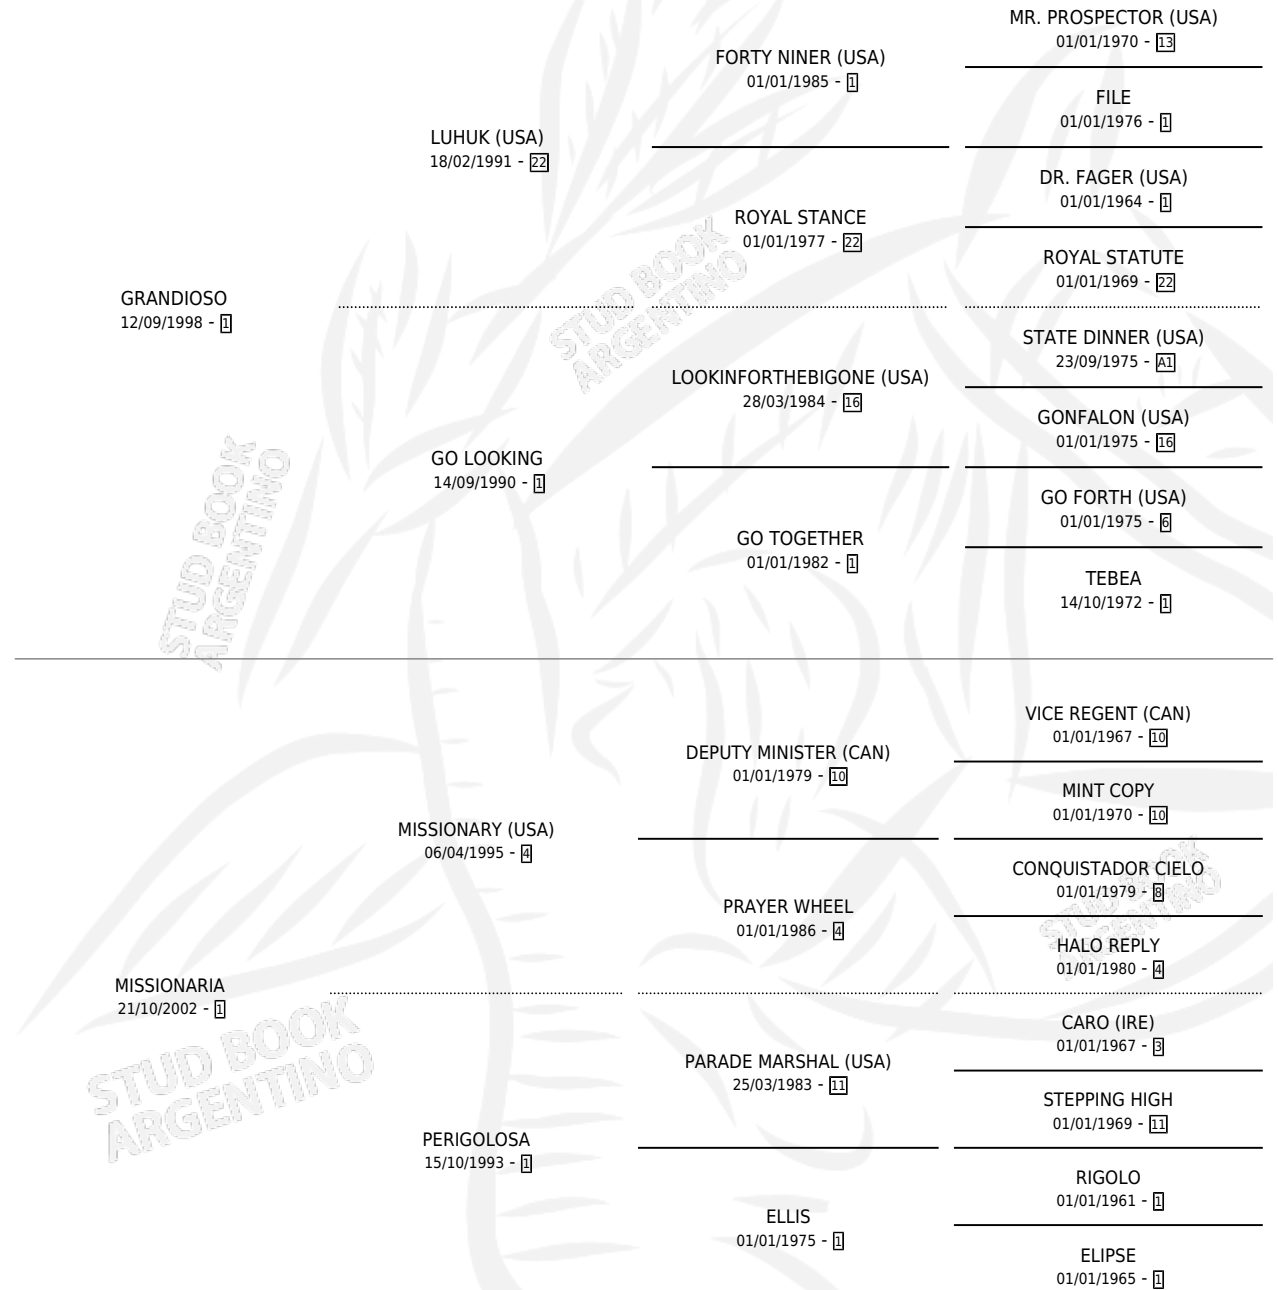 MR. PROSPECTOR (USA)
01/01/1970 - 13
FORTY NINER (USA)
01/01/1985 - 1
FILE
01/01/1976 - 1
LUHUK (USA)
18/02/1991 - 22
DR. FAGER (USA)
01/01/1964 - 1
ROYAL STANCE
01/01/1977 - 22
ROYAL STATUTE
01/01/1969 - 22
GRANDIOSO
12/09/1998 - 1
STATE DINNER (USA)
23/09/1975 - A1
LOOKINFORTHEBIGONE (USA)
28/03/1984 - 16
GONFALON (USA)
01/01/1975 - 16
GO LOOKING
14/09/1990 - 1
GO FORTH (USA)
01/01/1975 - 6
GO TOGETHER
01/01/1982 - 1
TEBEA
14/10/1972 - 1
STUD BOOK
ARGENTINO
STUD BOOK
ARGENTINO
VICE REGENT (CAN)
01/01/1967 - 10
DEPUTY MINISTER (CAN)
01/01/1979 - 10
MINT COPY
01/01/1970 - 10
MISSIONARY (USA)
06/04/1995 - 4
CONQUISTADOR CIELO
01/01/1979 - 8
PRAYER WHEEL
01/01/1986 - 4
HALO REPLY
01/01/1980 - 4
STUD BOOK
ARGENTINO
MISSIONARIA
21/10/2002 - 1
CARO (IRE)
01/01/1967 - 3
PARADE MARSHAL (USA)
25/03/1983 - 11
STEPPING HIGH
01/01/1969 - 11
STUD BOOK
ARGENTINO
PERIGOLOSA
15/10/1993 - 1
RIGOLO
01/01/1961 - 1
ELLIS
01/01/1975 - 1
ELIPSE
01/01/1965 - 1